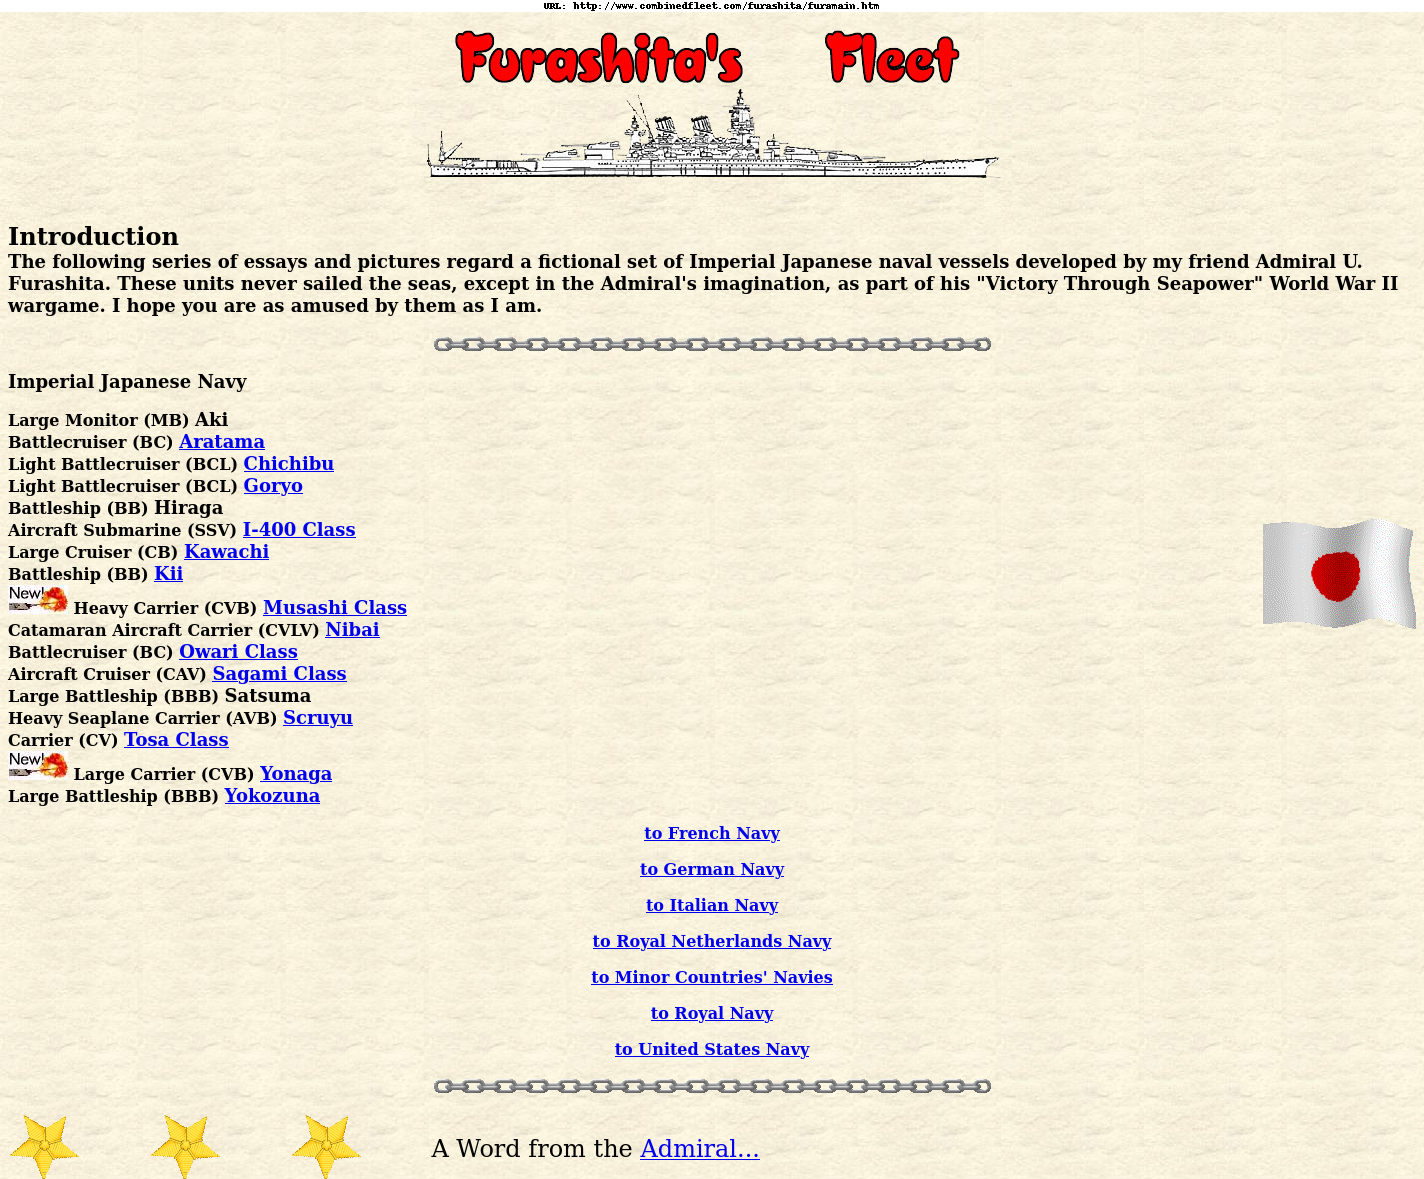 URL: http://www.combinedfleet.com/furashita/furamain.htm
Furashita's Fleet
Introduction
The following series of essays and pictures regard a fictional set of Imperial Japanese naval vessels developed by my friend Admiral U.
Furashita. These units never sailed the seas, except in the Admiral's imagination, as part of his "Victory Through Seapower" World War II
wargame. I hope you are as amused by them as I am.
Imperial Japanese Navy
Large Monitor (MB) Aki
Battlecruiser (BC) Aratama
Light Battlecruiser (BCL) Chichibu
Light Battlecruiser (BCL) Goryo
Battleship (BB) Hiraga
Aircraft Submarine (SSV) I-400 Class
Large Cruiser (CB) Kawachi
Battleship (BB) Kii
New! Heavy Carrier (CVB) Musashi Class
Catamaran Aircraft Carrier (CVLV) Nibai
Battlecruiser (BC) Owari Class
Aircraft Cruiser (CAV) Sagami Class
Large Battleship (BBB) Satsuma
Heavy Seaplane Carrier (AVB) Scruyu
Carrier (CV) Tosa Class
New! Large Carrier (CVB) Yonaga
Large Battleship (BBB) Yokozuna
to French Navy
to German Navy
to Italian Navy
to Royal Netherlands Navy
to Minor Countries' Navies
to Royal Navy
to United States Navy
A Word from the Admiral...